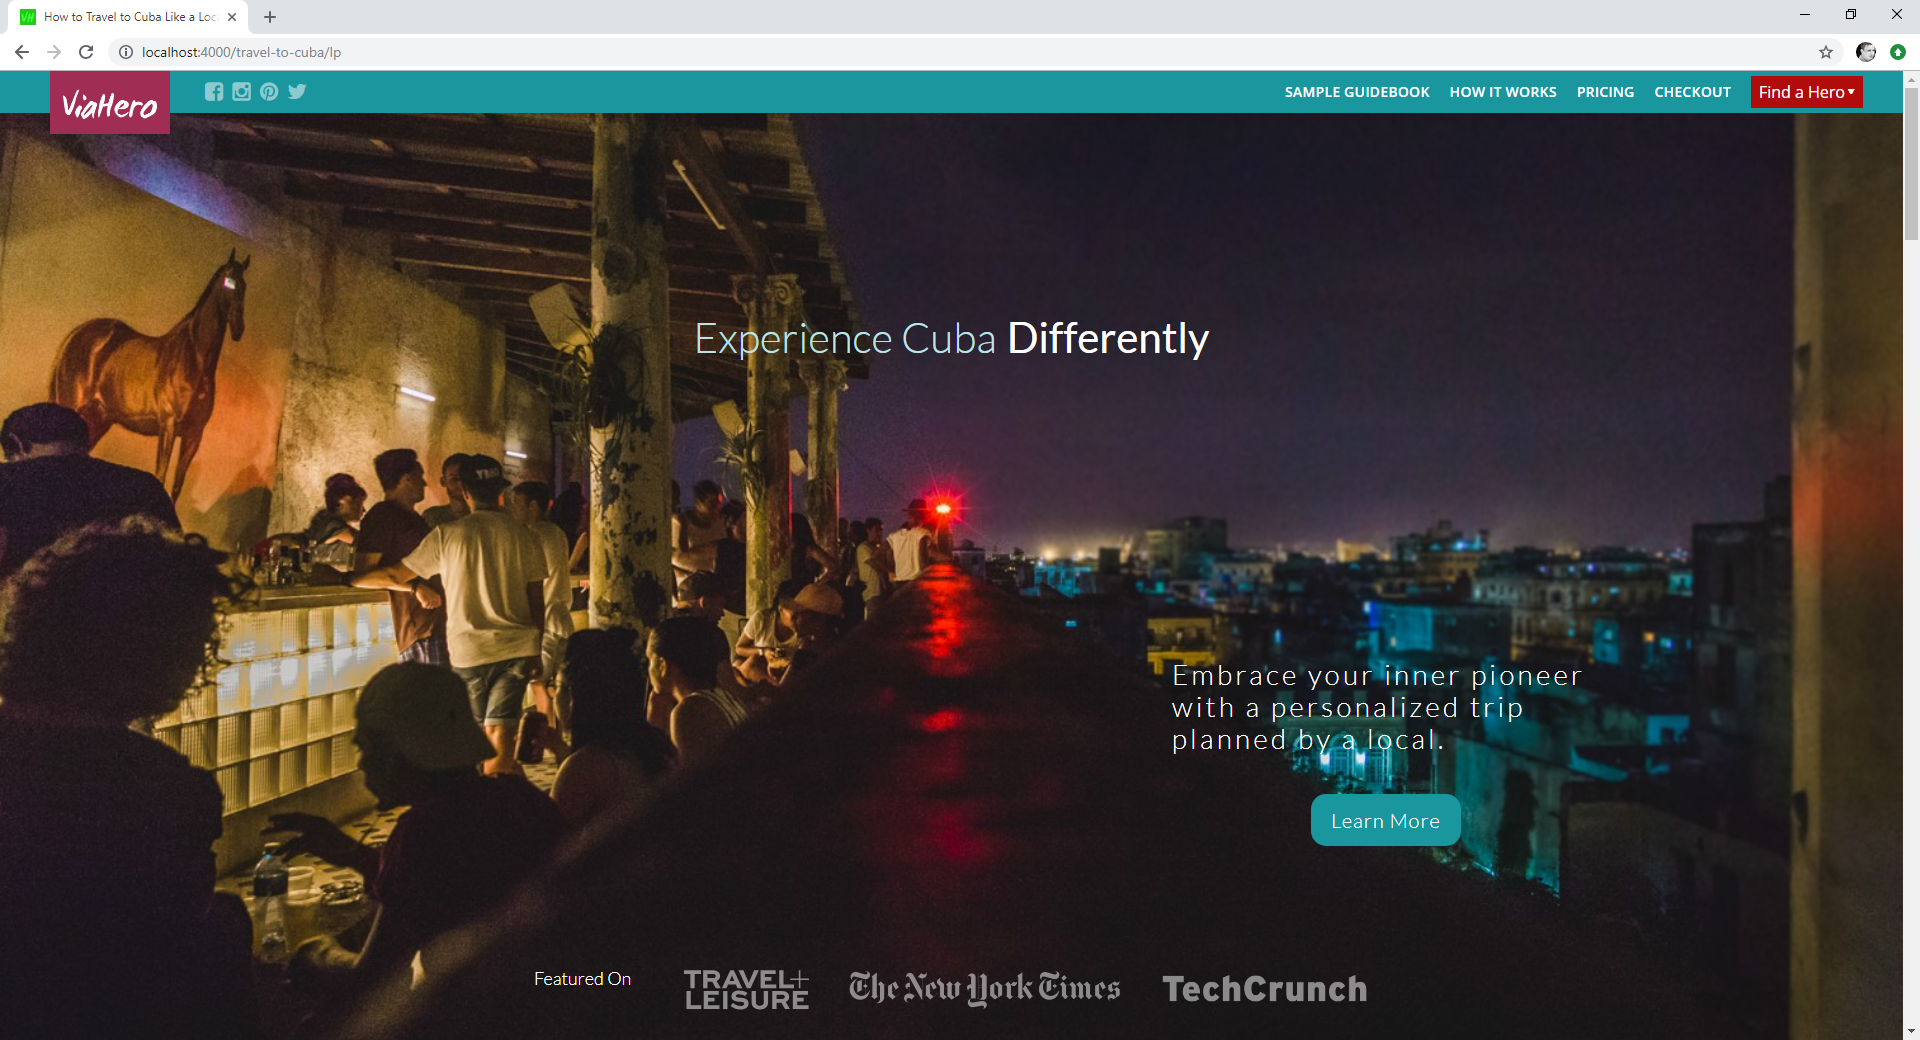 How to Travel to Cuba Like a Loc
localhost:4000/travel-to-cuba/lp
ViaHero
SAMPLE GUIDEBOOK HOW IT WORKS PRICING CHECKOUT Find a Hero
Experience Cuba Differently
Embrace your inner pioneer
with a personalized trip
planned by a local.
Learn More
Featured On
TRAVEL+
LEISURE
The New York Times
TechCrunch